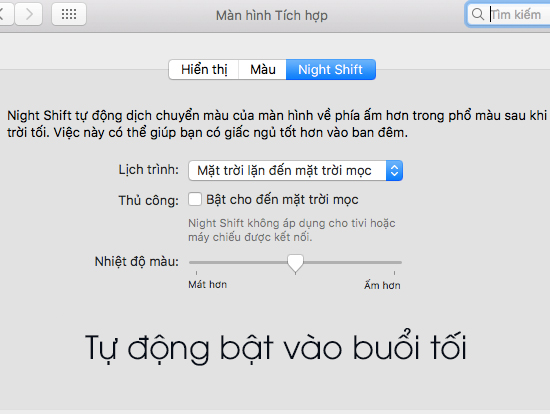 Màn hình Tích hợp
Tìm kiếm
Hiển thị Màu Night Shift
Night Shift tự động dịch chuyển màu của màn hình về phía ấm hơn trong phổ màu sau khi
trời tối. Việc này có thể giúp bạn có giấc ngủ tốt hơn vào ban đêm.
Lịch trình: Mặt trời lặn đến mặt trời mọc
Thủ công: Bật cho đến mặt trời mọc
Night Shift không áp dụng cho tivi hoặc
máy chiếu được kết nối.
Nhiệt độ màu:
Mát hơn Ấm hơn
Tự động bật vào buổi tối